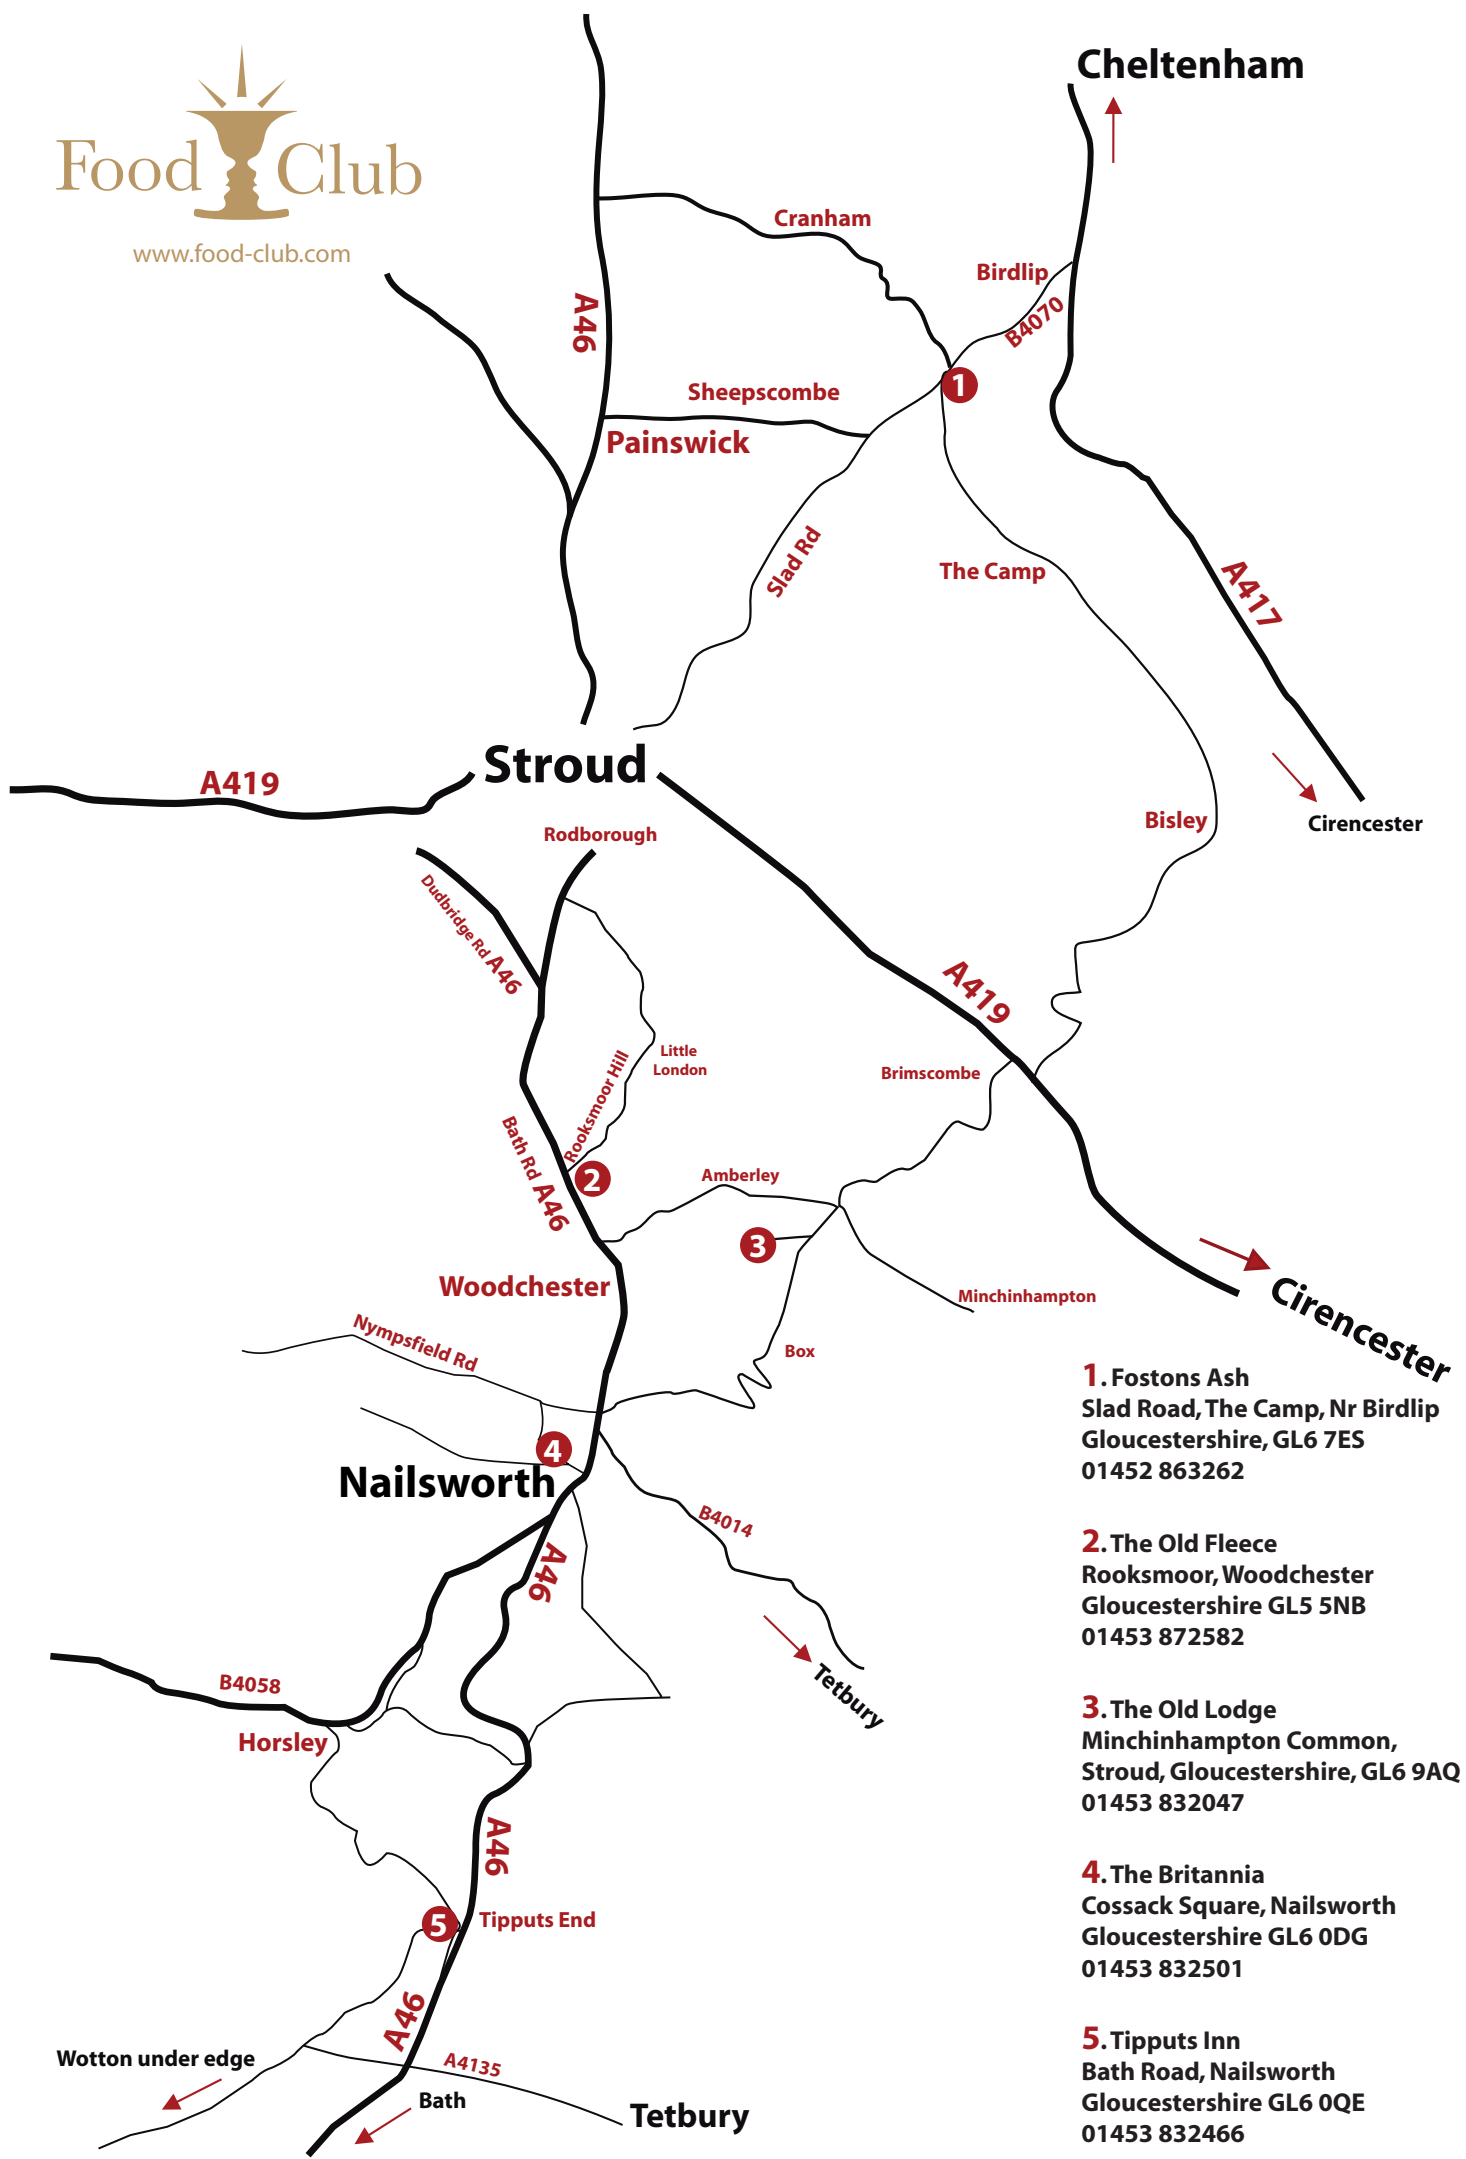 Food Club
www.food-club.com
Cheltenham
Cranham
Birdlip
B4070
A46
1
Sheepscombe
Painswick
Slad Rd
The Camp
A417
Stroud
A419
Bisley
Cirencester
Rodborough
Dudbridge Rd A46
A419
Little
London
Rooksmoor Hill
Brimscombe
Bath Rd A46
2
Amberley
3
Woodchester
Minchinhampton
Cirencester
Nympsfield Rd
Box
4
Nailsworth
B4014
A46
Tetbury
B4058
Horsley
A46
5
Tipputs End
A46
Wotton under edge
A4135
Bath
Tetbury
1. Fostons Ash
Slad Road, The Camp, Nr Birdlip
Gloucestershire, GL6 7ES
01452 863262
2. The Old Fleece
Rooksmoor, Woodchester
Gloucestershire GL5 5NB
01453 872582
3. The Old Lodge
Minchinhampton Common,
Stroud, Gloucestershire, GL6 9AQ
01453 832047
4. The Britannia
Cossack Square, Nailsworth
Gloucestershire GL6 0DG
01453 832501
5. Tipputs Inn
Bath Road, Nailsworth
Gloucestershire GL6 0QE
01453 832466